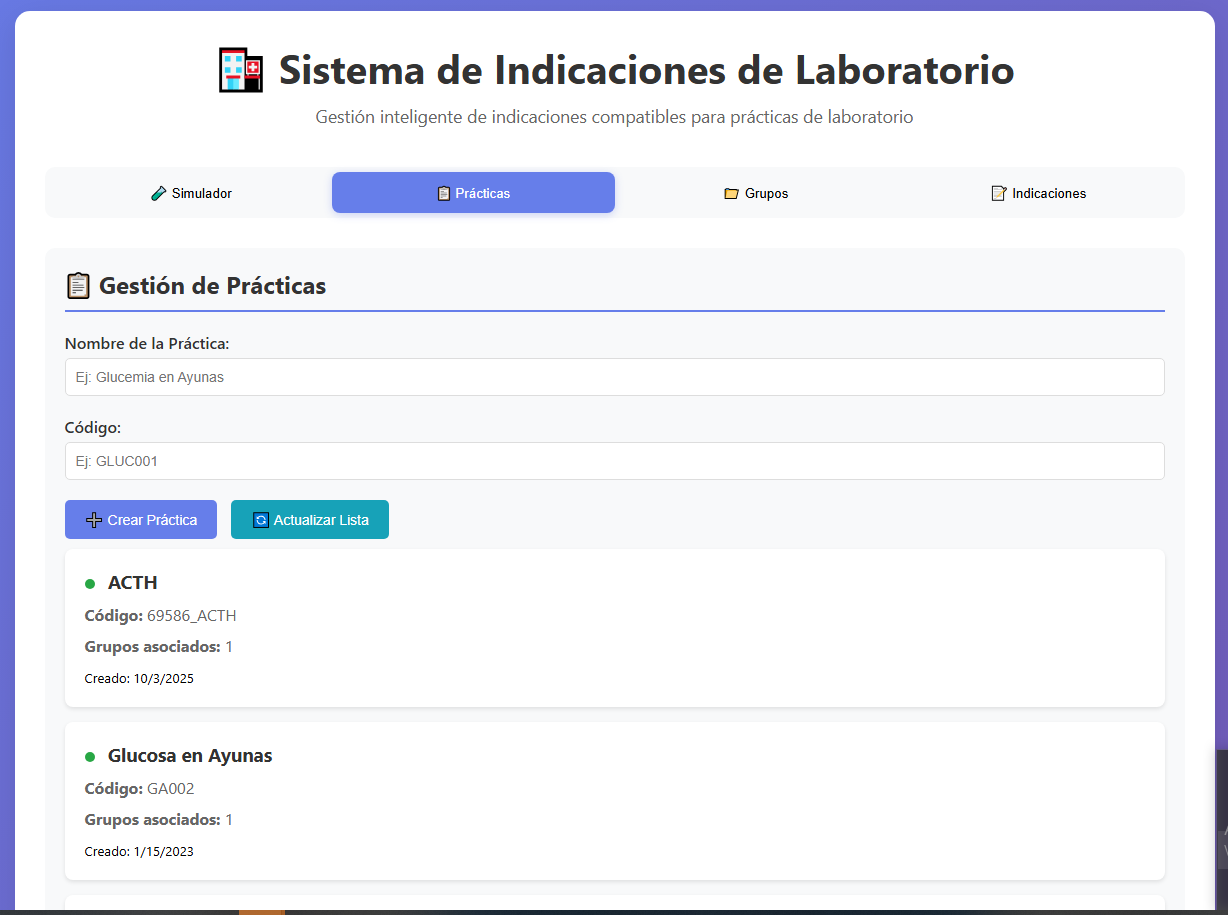 Sistema de Indicaciones de Laboratorio
Gestión inteligente de indicaciones compatibles para prácticas de laboratorio
Simulador
Prácticas
Grupos
Indicaciones
Gestión de Prácticas
Nombre de la Práctica:
Ej: Glucemia en Ayunas
Código:
Ej: GLUC001
Crear Práctica
Actualizar Lista
ACTH
Código: 69586_ACTH
Grupos asociados: 1
Creado: 10/3/2025
Glucosa en Ayunas
Código: GA002
Grupos asociados: 1
Creado: 1/15/2023